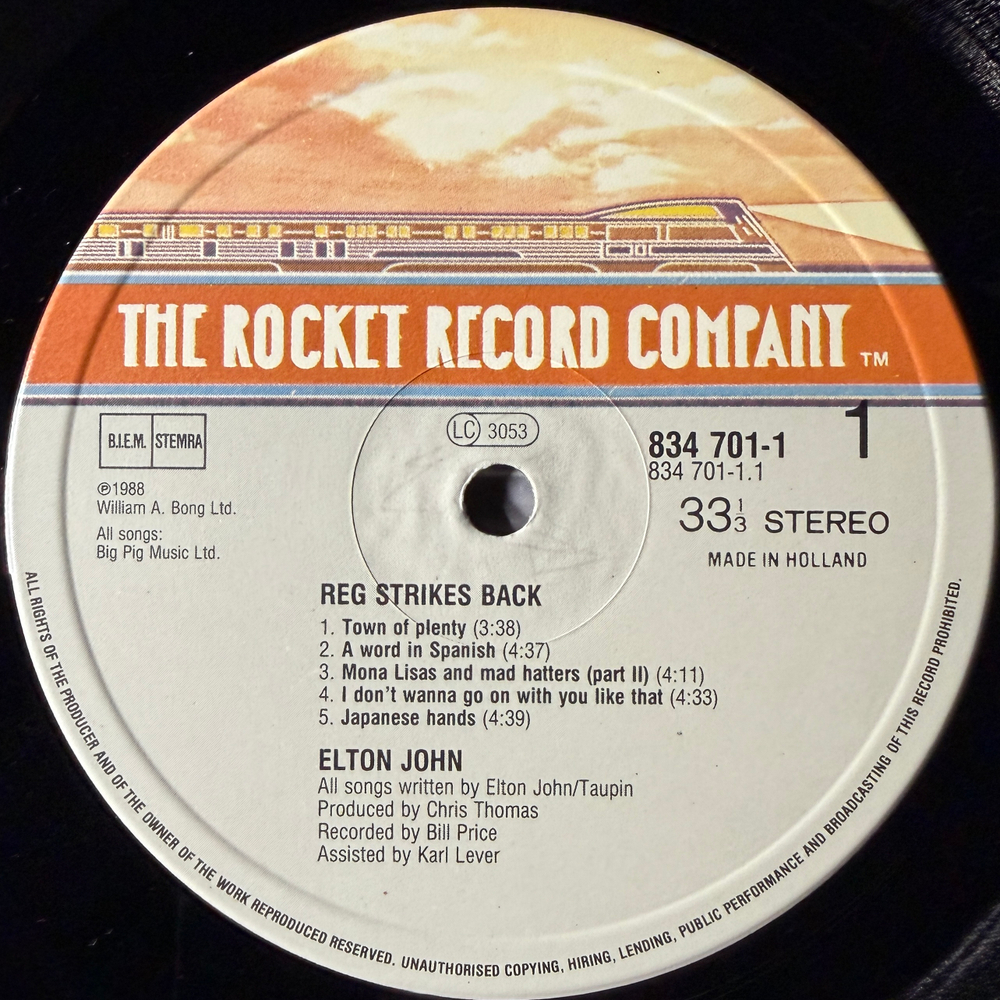 THE ROCKET RECORD COMPANY TM
B.I.E.M. STEMRA
LC 3053
834 701-1
834 701-1.1
1
33 1/3 STEREO
MADE IN HOLLAND
℗1988
William A. Bong Ltd.
All songs:
Big Pig Music Ltd.
REG STRIKES BACK
1. Town of plenty (3:38)
2. A word in Spanish (4:37)
3. Mona Lisas and mad hatters (part II) (4:11)
4. I don't wanna go on with you like that (4:33)
5. Japanese hands (4:39)
ELTON JOHN
All songs written by Elton John/Taupin
Produced by Chris Thomas
Recorded by Bill Price
Assisted by Karl Lever
ALL RIGHTS OF THE PRODUCER AND OF THE OWNER OF THE WORK REPRODUCED RESERVED. UNAUTHORISED COPYING, HIRING, LENDING, PUBLIC PERFORMANCE AND BROADCASTING OF THIS RECORD PROHIBITED.